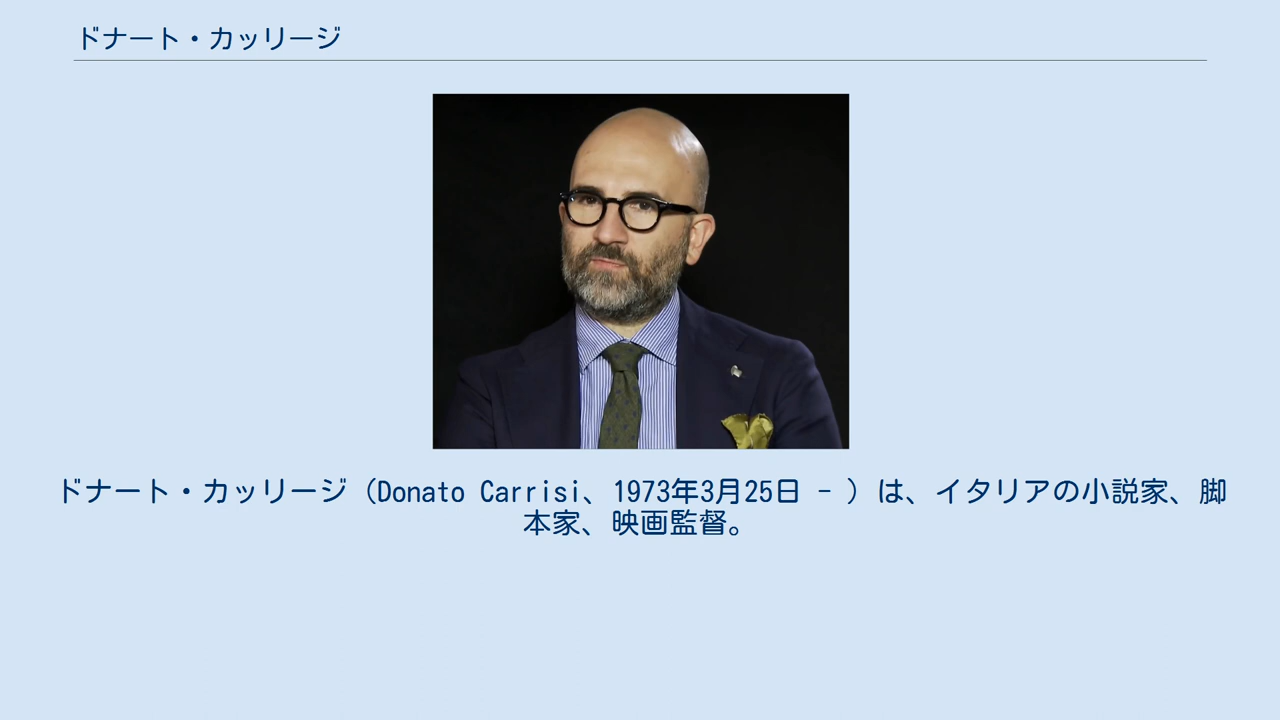 ドナート・カッリージ
ドナート・カッリージ（Donato Carrisi、1973年3月25日 - ）は、イタリアの小説家、脚
本家、映画監督。